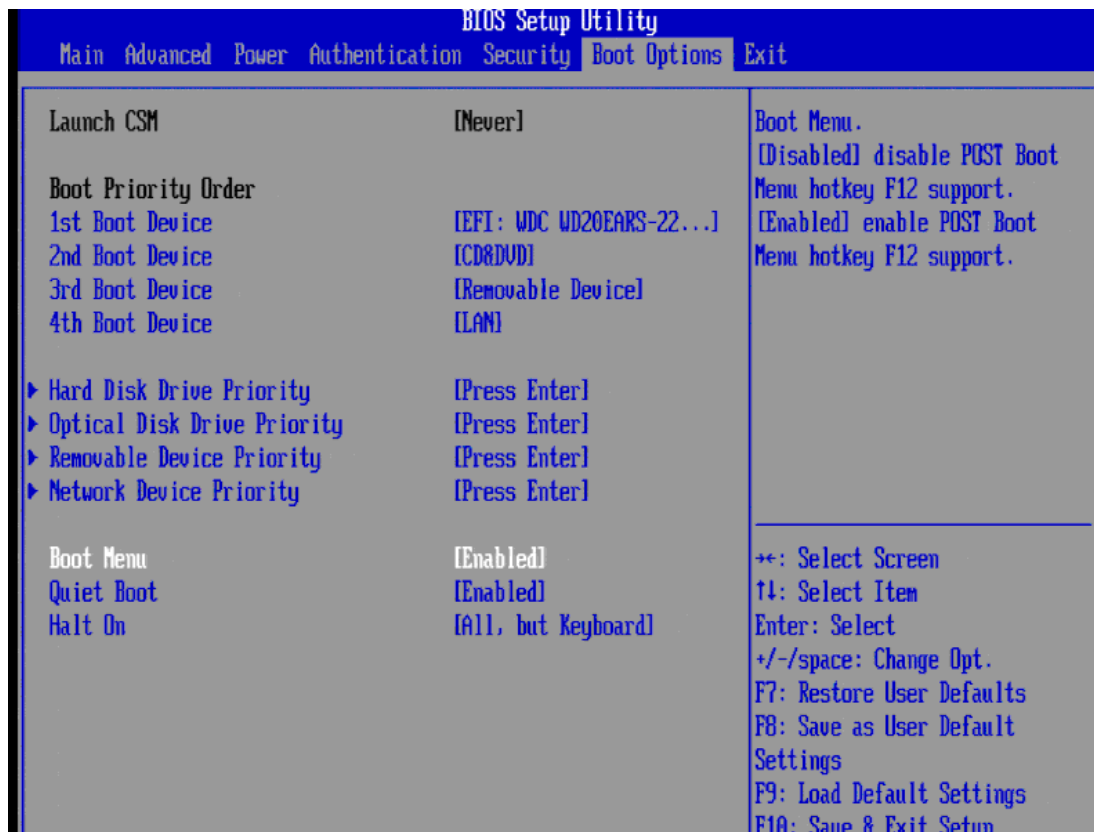 BIOS Setup Utility
Main Advanced Power Authentication Security Boot Options Exit
Launch CSM [Never]
Boot Priority Order
1st Boot Device [EFI: WDC WD20EARS-22...]
2nd Boot Device [CD&DVD]
3rd Boot Device [Removable Device]
4th Boot Device [LAN]
Hard Disk Drive Priority [Press Enter]
Optical Disk Drive Priority [Press Enter]
Removable Device Priority [Press Enter]
Network Device Priority [Press Enter]
Boot Menu [Enabled]
Quiet Boot [Enabled]
Halt On [All, but Keyboard]
Boot Menu.
[Disabled] disable POST Boot
Menu hotkey F12 support.
[Enabled] enable POST Boot
Menu hotkey F12 support.
→←: Select Screen
↑↓: Select Item
Enter: Select
+/-/space: Change Opt.
F7: Restore User Defaults
F8: Save as User Default
Settings
F9: Load Default Settings
F10: Save & Exit Setup